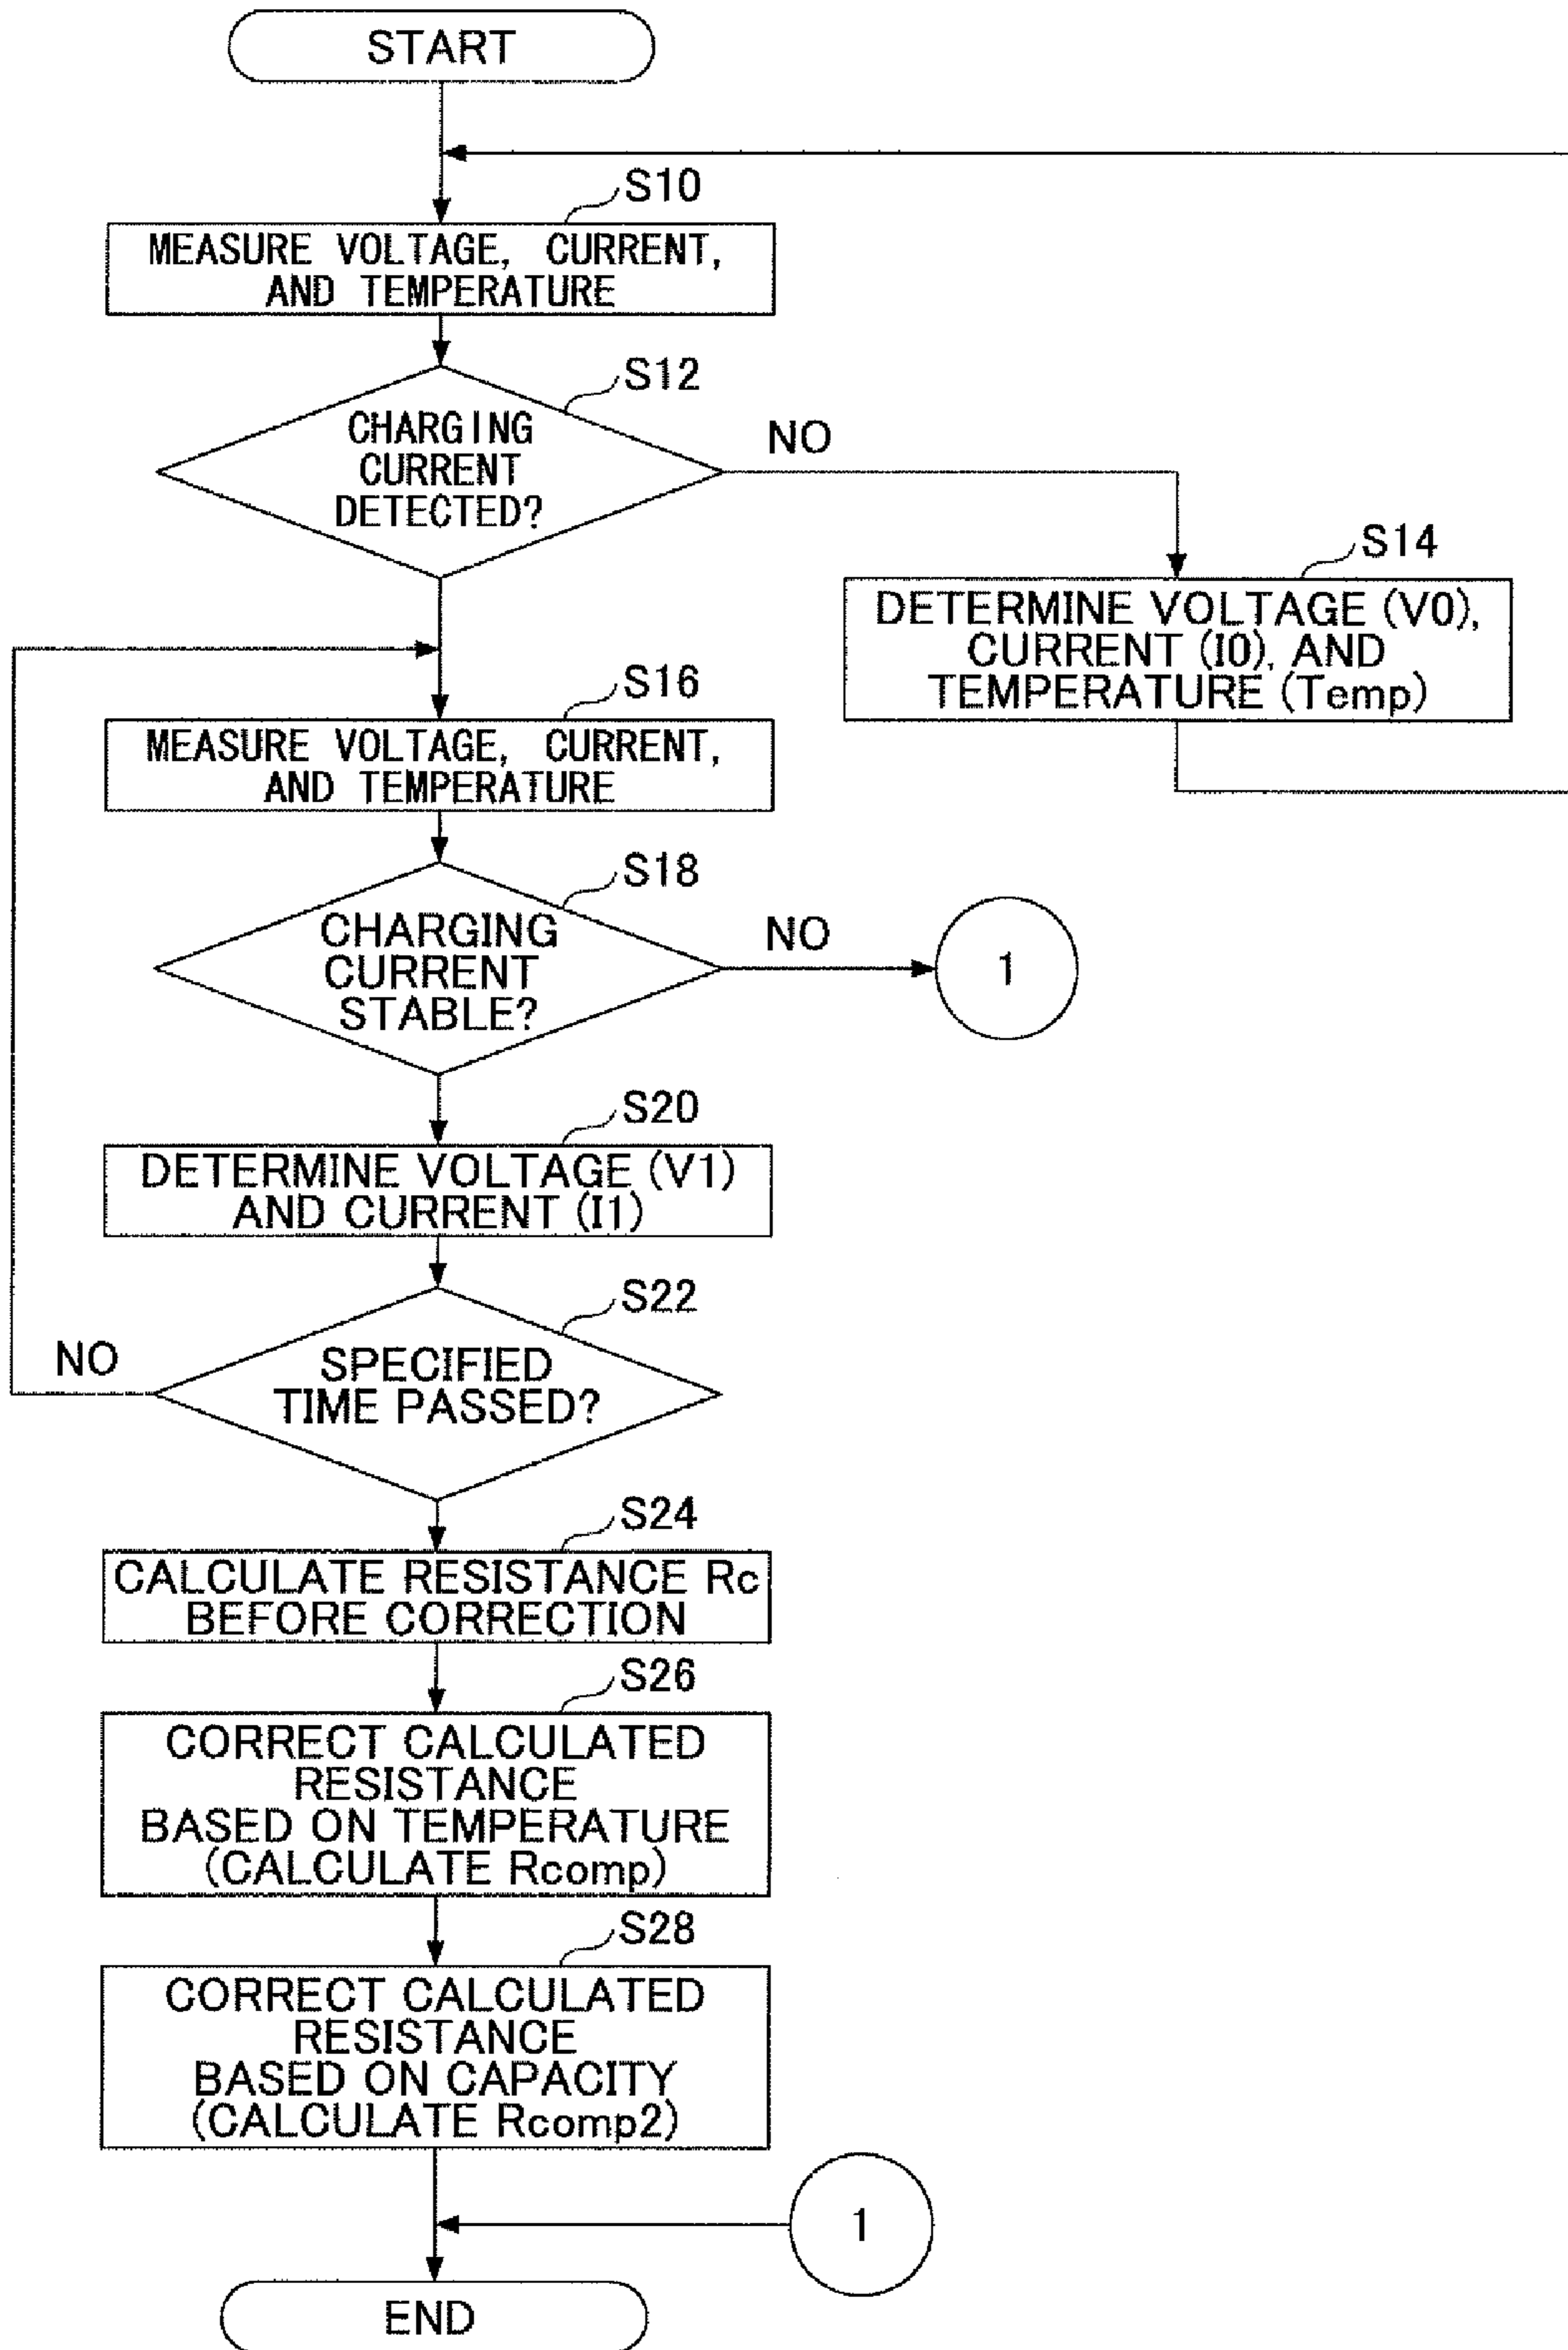 START
S10
MEASURE VOLTAGE, CURRENT,
AND TEMPERATURE
S12
CHARGING
CURRENT
DETECTED?
NO
S14
DETERMINE VOLTAGE (V0),
CURRENT (I0), AND
TEMPERATURE (Temp)
S16
MEASURE VOLTAGE, CURRENT,
AND TEMPERATURE
S18
CHARGING
CURRENT
STABLE?
NO
1
S20
DETERMINE VOLTAGE (V1)
AND CURRENT (I1)
S22
SPECIFIED
TIME PASSED?
NO
S24
CALCULATE RESISTANCE Rc
BEFORE CORRECTION
S26
CORRECT CALCULATED
RESISTANCE
BASED ON TEMPERATURE
(CALCULATE Rcomp)
S28
CORRECT CALCULATED
RESISTANCE
BASED ON CAPACITY
(CALCULATE Rcomp2)
1
END